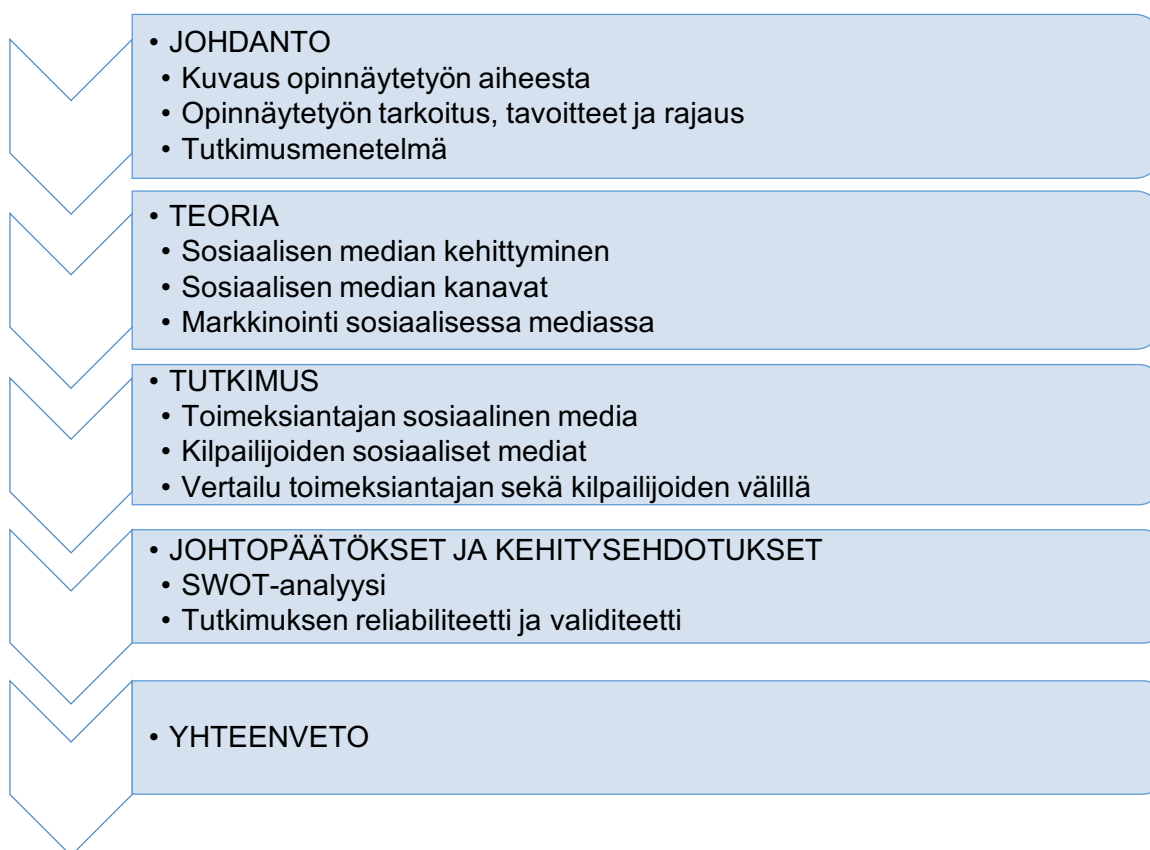 • JOHDANTO
• Kuvaus opinnäytetyön aiheesta
• Opinnäytetyön tarkoitus, tavoitteet ja rajaus
• Tutkimusmenetelmä
• TEORIA
• Sosiaalisen median kehittyminen
• Sosiaalisen median kanavat
• Markkinointi sosiaalisessa mediassa
• TUTKIMUS
• Toimeksiantajan sosiaalinen media
• Kilpailijoiden sosiaaliset mediat
• Vertailu toimeksiantajan sekä kilpailijoiden välillä
• JOHTOPÄÄTÖKSET JA KEHITYSEHDOTUKSET
• SWOT-analyysi
• Tutkimuksen reliabiliteetti ja validiteetti
• YHTEENVETO